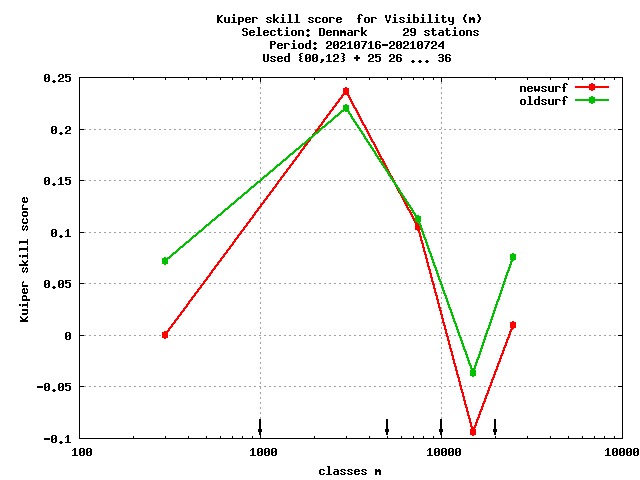 Kuiper skill score  for Visibility (m)
Selection: Denmark     29 stations
Period: 20210716-20210724
Used {00,12} + 25 26 ... 36
newsurf
oldsurf
0.25
0.2
0.15
0.1
0.05
0
-0.05
-0.1
Kuiper skill score
100 1000 10000 10000
classes m